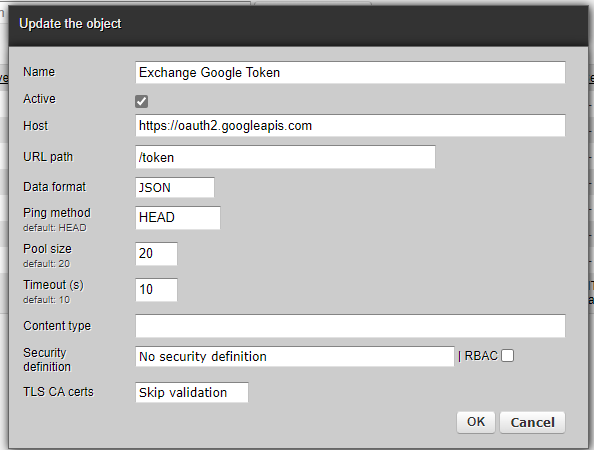 Update the object
Name Exchange Google Token
Active
Host https://oauth2.googleapis.com
URL path /token
Data format JSON
Ping method HEAD
default: HEAD
Pool size 20
default: 20
Timeout (s) 10
default: 10
Content type
Security definition No security definition | RBAC
TLS CA certs Skip validation
OK Cancel